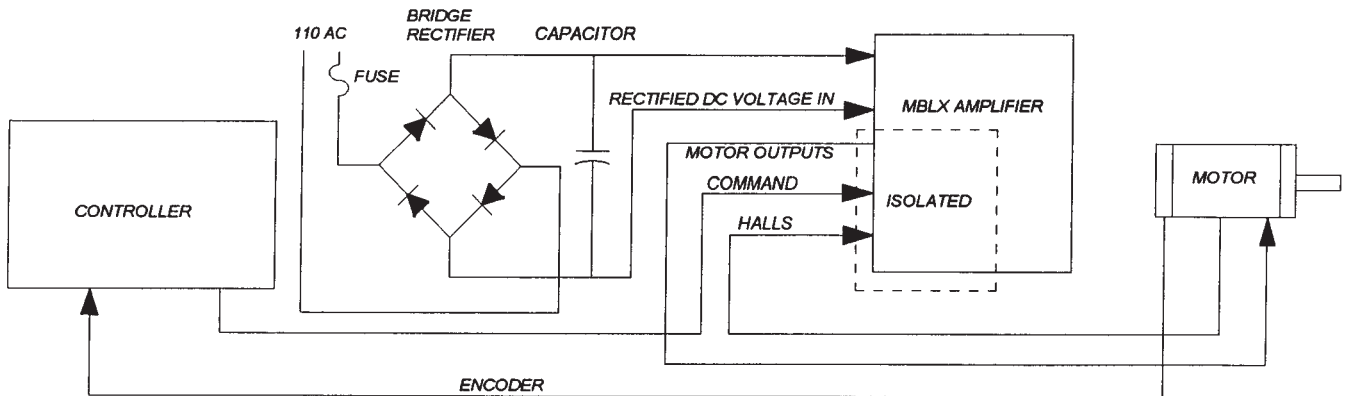 110 AC
BRIDGE
RECTIFIER
CAPACITOR
FUSE
RECTIFIED DC VOLTAGE IN
MBLX AMPLIFIER
MOTOR OUTPUTS
COMMAND
ISOLATED
HALLS
CONTROLLER
MOTOR
ENCODER